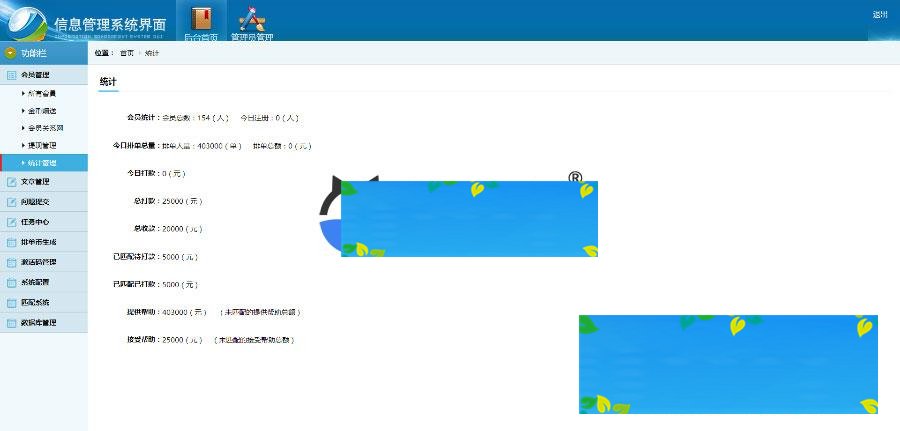 信息管理系统界面
后台首页
管理员管理
退出
功能栏
位置： 首页 › 统计
会员管理
所有会员
金币赠送
会员关系网
提现管理
统计管理
文章管理
问题提交
任务中心
排单币生成
激活码管理
系统配置
匹配系统
数据库管理
统计
会员统计：会员总数：154（人） 今日注册：0（人）
今日排单总量：排单人量：403000（单） 排单总额：0（元）
今日打款：0（元）
总打款：25000（元）
总收款：20000（元）
已匹配待打款：5000（元）
已匹配已打款：5000（元）
提供帮助：403000（元） （未匹配的提供帮助总额）
接受帮助：25000（元） （未匹配的接受帮助总额）
®